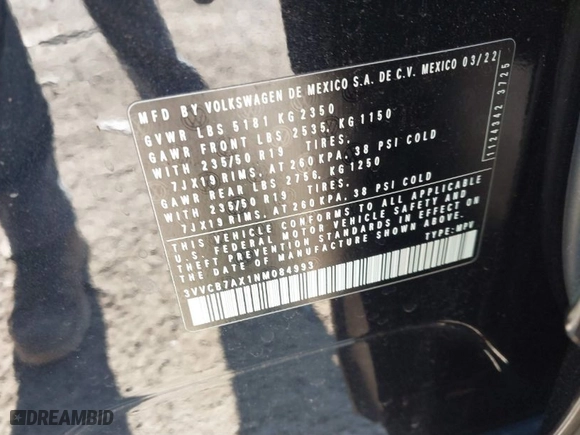 MFD BY VOLKSWAGEN DE MEXICO S.A. DE C.V. MEXICO 03/22
GVWR LBS 5181 KG 2350
GAWR FRONT LBS 2535, KG 1150
WITH 235/50 R19 TIRES.
7JX19 RIMS, AT 260 KPA, 38 PSI COLD
GAWR REAR LBS 2756, KG 1250
WITH 235/50 R19 TIRES.
7JX19 RIMS, AT 260 KPA, 38 PSI COLD
THIS VEHICLE CONFORMS TO ALL APPLICABLE
U.S. FEDERAL MOTOR VEHICLE SAFETY AND
THEFT PREVENTION STANDARDS IN EFFECT ON
THE DATE OF MANUFACTURE SHOWN ABOVE.
3VVCB7AX1NM084993 TYPE: MPV
1124342 3725
DREAMBID